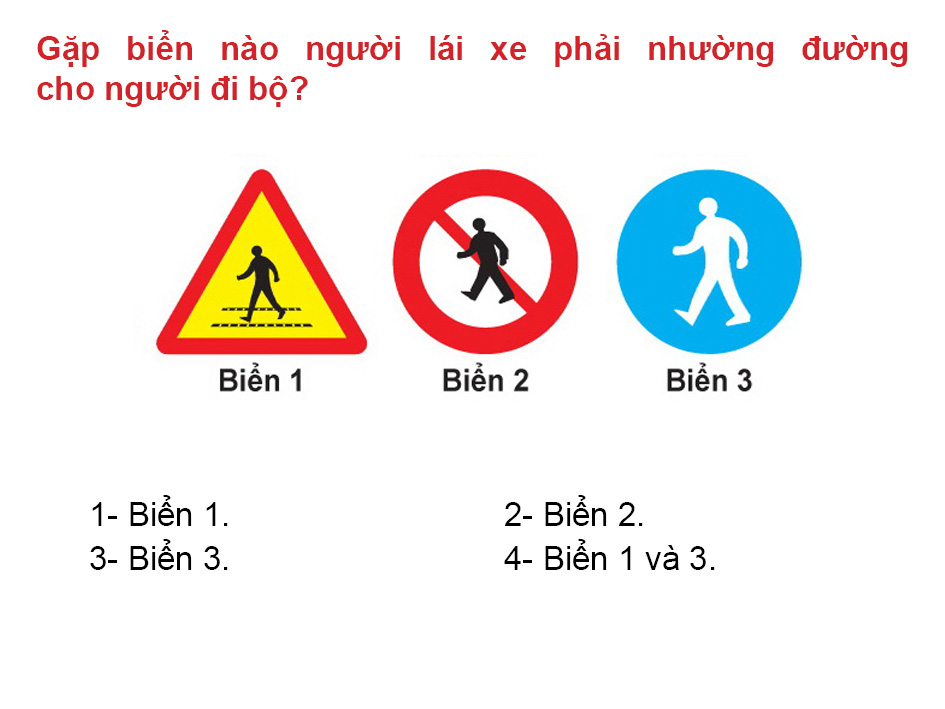 Gặp biển nào người lái xe phải nhường đường
cho người đi bộ?
Biển 1 Biển 2 Biển 3
1- Biển 1. 2- Biển 2.
3- Biển 3. 4- Biển 1 và 3.